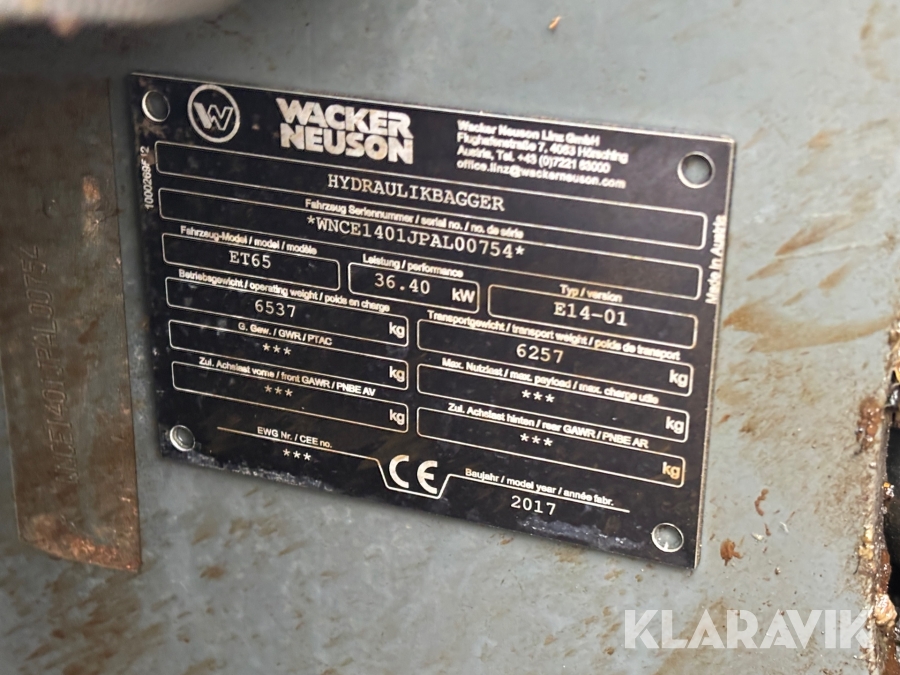 W
WACKER
NEUSON
Wacker Neuson Linz GmbH
Flughafenstraße 7, 4063 Hörsching
Austria, Tel. +43 (0)7221 63000
office.linz@wackerneuson.com
1000269512
HYDRAULIKBAGGER
Fahrzeug Seriennummer / serial no. / no. de série
*WNCE1401JPAL00754*
Made in Austria
Fahrzeug-Model / model / modèle
ET65
Leistung / performance
36.40 kW
Typ / version
E14-01
Betriebsgewicht / operating weight / poids en charge
6537 kg
Transportgewicht / transport weight / poids de transport
6257 kg
G. Gew. / GWR / PTAC
*** kg
Max. Nutzlast / max. payload / max. charge utile
*** kg
Zul. Achslast vorne / front GAWR / PNBE AV
*** kg
Zul. Achslast hinten / rear GAWR / PNBE AR
*** kg
EWG Nr. / CEE no.
***
CE
Baujahr / model year / année fabr.
2017
WNCE1401JPAL00754
KLARAVIK